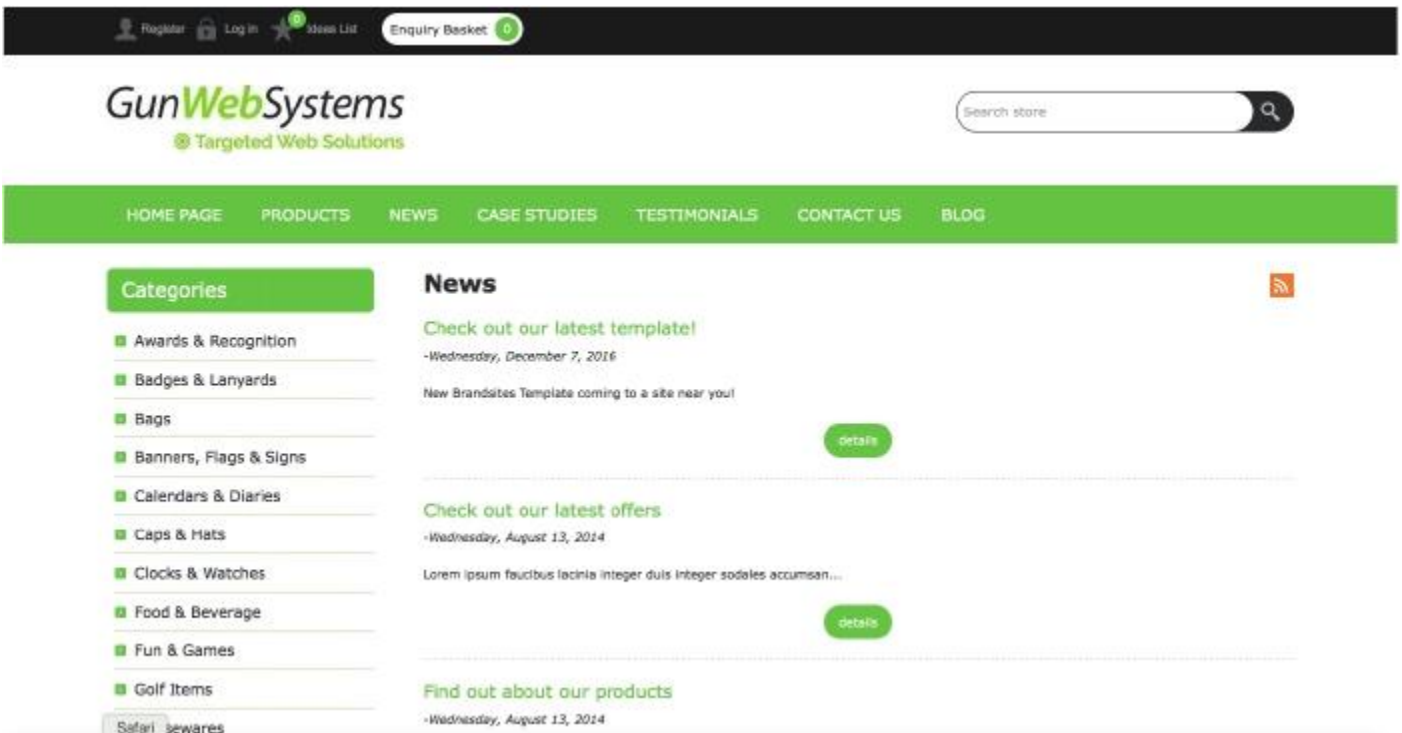 Register Log in 0 Ideas List Enquiry Basket 0
GunWebSystems
Targeted Web Solutions
Search store
HOME PAGE PRODUCTS NEWS CASE STUDIES TESTIMONIALS CONTACT US BLOG
Categories
Awards & Recognition
Badges & Lanyards
Bags
Banners, Flags & Signs
Calendars & Diaries
Caps & Hats
Clocks & Watches
Food & Beverage
Fun & Games
Golf Items
sewares
Safari
News
Check out our latest template!
-Wednesday, December 7, 2016
New Brandsites Template coming to a site near you!
details
Check out our latest offers
-Wednesday, August 13, 2014
Lorem ipsum faucibus lacinia integer duis integer sodales accumsan...
details
Find out about our products
-Wednesday, August 13, 2014